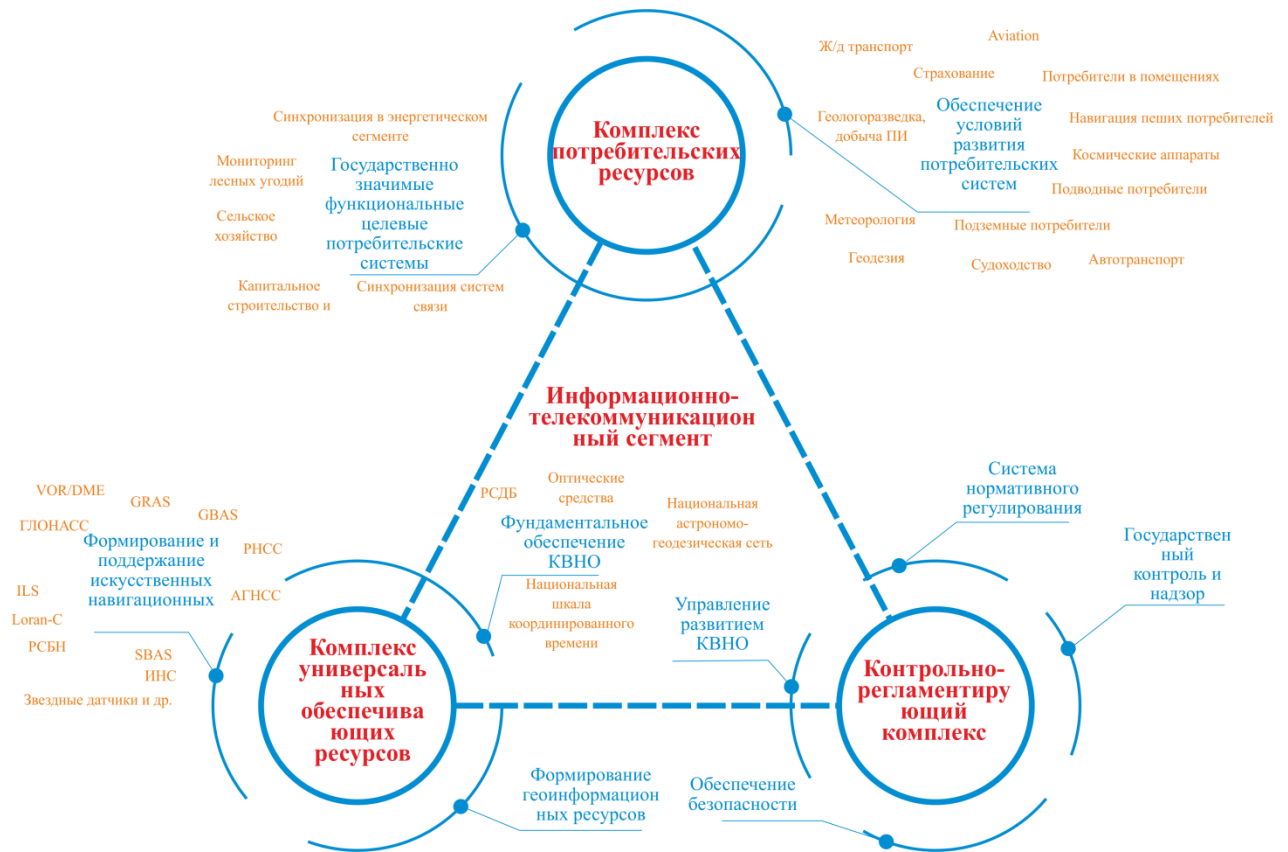 Ж/д транспорт
Aviation
Страхование
Потребители в помещениях
Геологоразведка,
добыча ПИ
Обеспечение
условий
развития
потребительских
систем
Навигация пеших потребителей
Космические аппараты
Подводные потребители
Метеорология
Подземные потребители
Геодезия
Судоходство
Автотранспорт
Комплекс
потребительских
ресурсов
Синхронизация в энергетическом
сегменте
Мониторинг
лесных угодий
Государственно
значимые
функциональные
целевые
потребительские
системы
Сельское
хозяйство
Капитальное
строительство и
Синхронизация систем
связи
Информационно-
телекоммуникацион
ный сегмент
VOR/DME
GRAS
GBAS
ГЛОНАСС
Формирование и
поддержание
искусственных
навигационных
РНСС
ILS
АГНСС
Loran-C
РСБН
SBAS
ИНС
Звездные датчики и др.
РСДБ
Оптические
средства
Национальная
астрономо-
геодезическая сеть
Фундаментальное
обеспечение
КВНО
Национальная
шкала
координированного
времени
Система
нормативного
регулирования
Государствен
ный
контроль и
надзор
Управление
развитием
КВНО
Комплекс
универсаль
ных
обеспечива
ющих
ресурсов
Контрольно-
регламентиру
ющий
комплекс
Формирование
геоинформацион
ных ресурсов
Обеспечение
безопасности